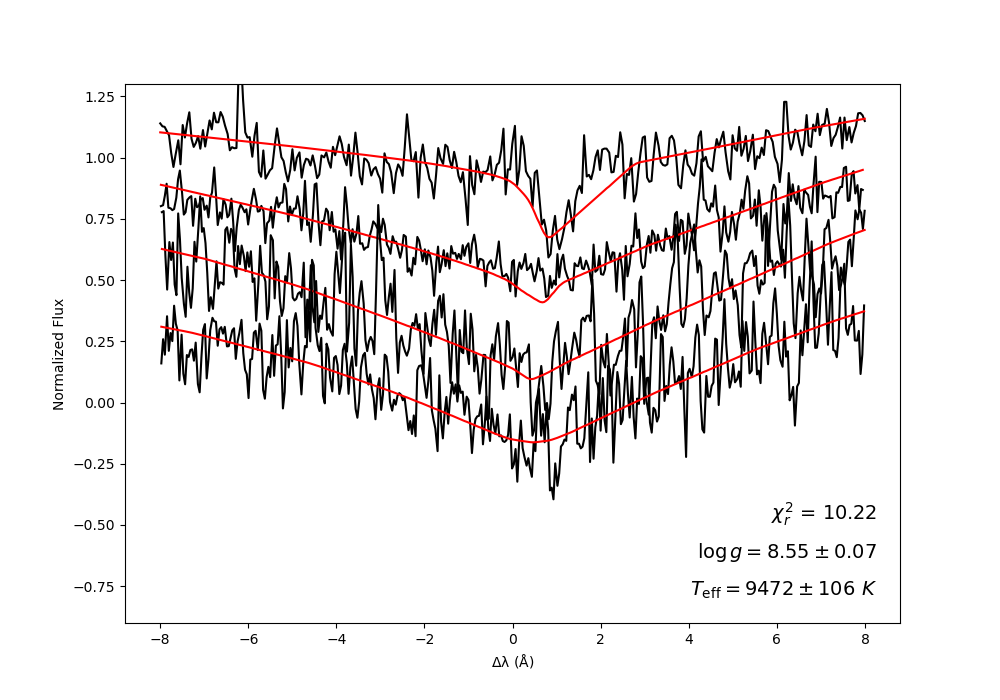 1.25
1.00
0.75
0.50
0.25
0.00
−0.25
−0.50
−0.75
Normalized Flux
χ²ᵣ = 10.22
log g = 8.55 ± 0.07
T_eff = 9472 ± 106 K
−8 −6 −4 −2 0 2 4 6 8
Δλ (Å)